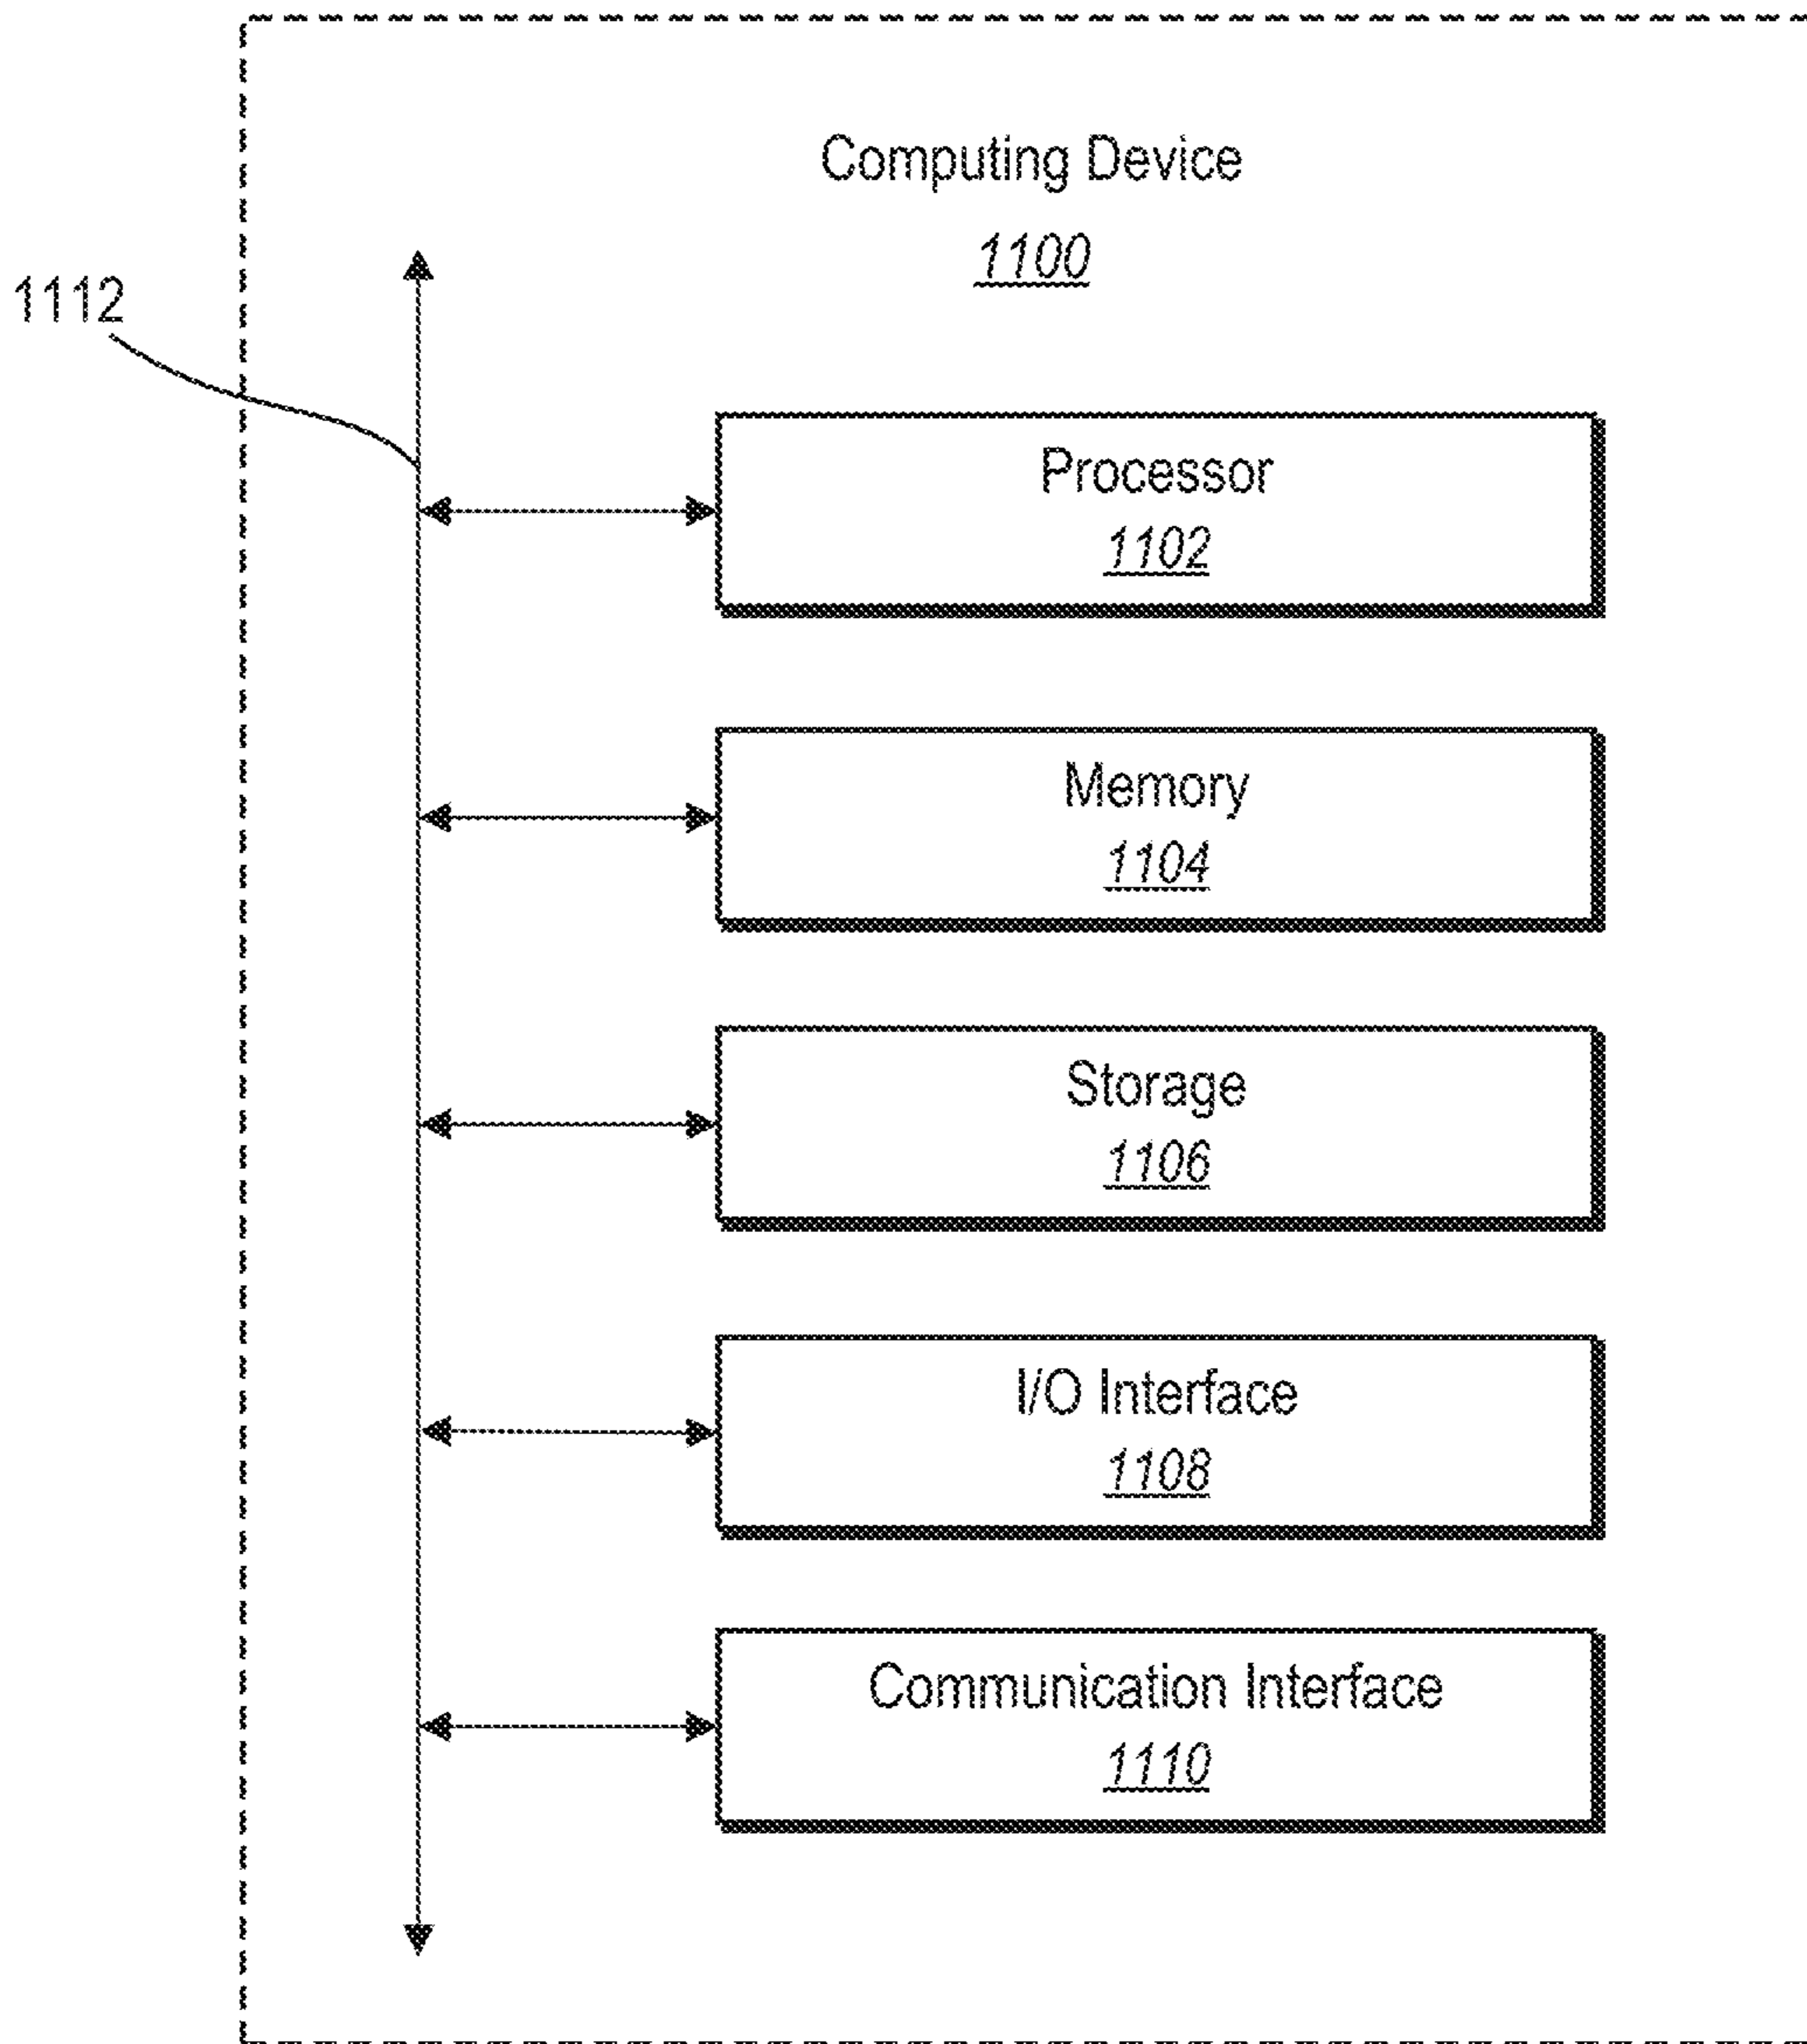 Computing Device
1100
1112
Processor
1102
Memory
1104
Storage
1106
I/O Interface
1108
Communication Interface
1110